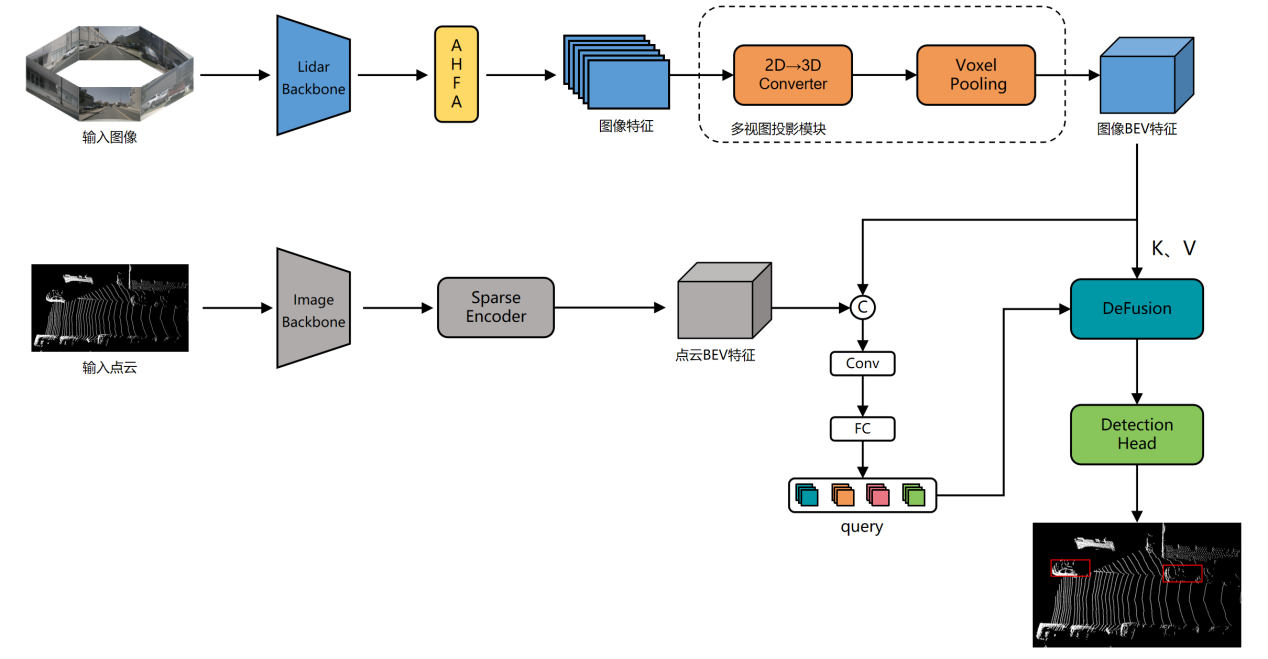 Lidar
Backbone
A
H
F
A
2D→3D
Converter
Voxel
Pooling
输入图像
图像特征
多视图投影模块
图像BEV特征
K、V
Image
Backbone
Sparse
Encoder
C
DeFusion
输入点云
点云BEV特征
Conv
FC
Detection
Head
query